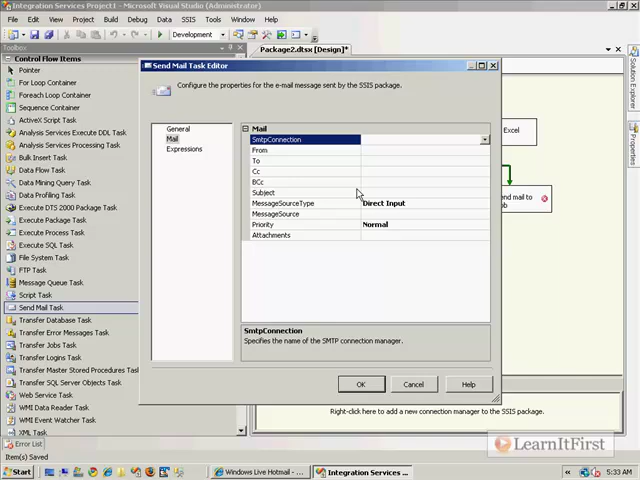 Integration Services Project1 - Microsoft Visual Studio
File Edit View Project Build Debug Data SSIS Tools Window Help
Development
Toolbox
Package2.dtsx [Design]*
Control Flow Items
Pointer
For Loop Container
Foreach Loop Container
Sequence Container
ActiveX Script Task
Analysis Services Execute DDL Task
Analysis Services Processing Task
Bulk Insert Task
Data Flow Task
Data Mining Query Task
Data Profiling Task
Execute Package Task
Execute DTS 2000 Package Task
Execute Process Task
Execute SQL Task
File System Task
FTP Task
Message Queue Task
Script Task
Send Mail Task
Transfer Database Task
Transfer Error Messages Task
Transfer Jobs Task
Transfer Logins Task
Transfer Master Stored Procedures Task
Transfer SQL Server Objects Task
Web Service Task
WMI Data Reader Task
WMI Event Watcher Task
XML Task
Send Mail Task Editor
Configure the properties for the e-mail message sent by the SSIS package.
General
Mail
Expressions
Mail
SmtpConnection
From
To
Cc
BCc
Subject
MessageSourceType Direct Input
MessageSource
Priority Normal
Attachments
SmtpConnection
Specifies the name of the SMTP connection manager.
OK Cancel Help
Excel
nd mail to
ob
Solution Explorer
Properties
Right-click here to add a new connection manager to the SSIS package.
Error List
Item(s) Saved
LearnItFirst
Start
Windows Live Hotmail - ...
Integration Services ...
5:33 AM